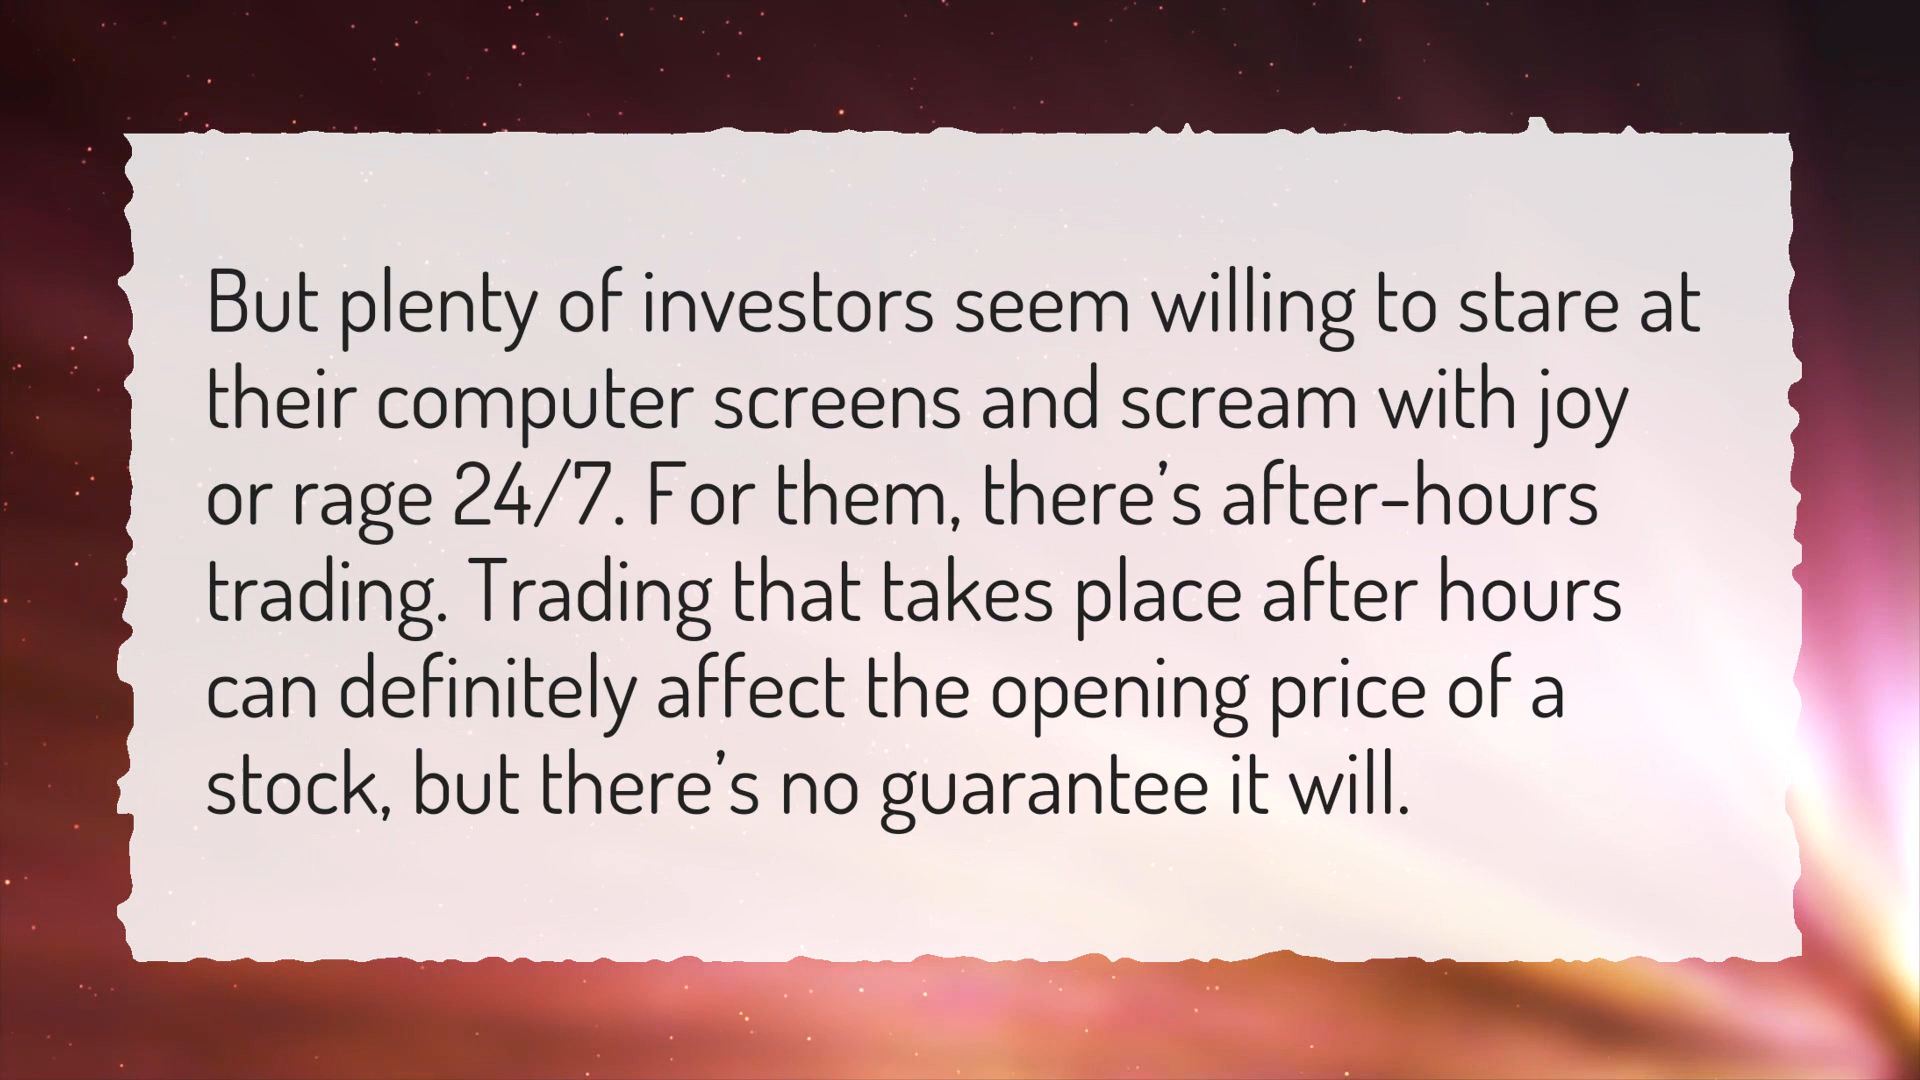 But plenty of investors seem willing to stare at
their computer screens and scream with joy
or rage 24/7. For them, there’s after-hours
trading. Trading that takes place after hours
can definitely affect the opening price of a
stock, but there’s no guarantee it will.